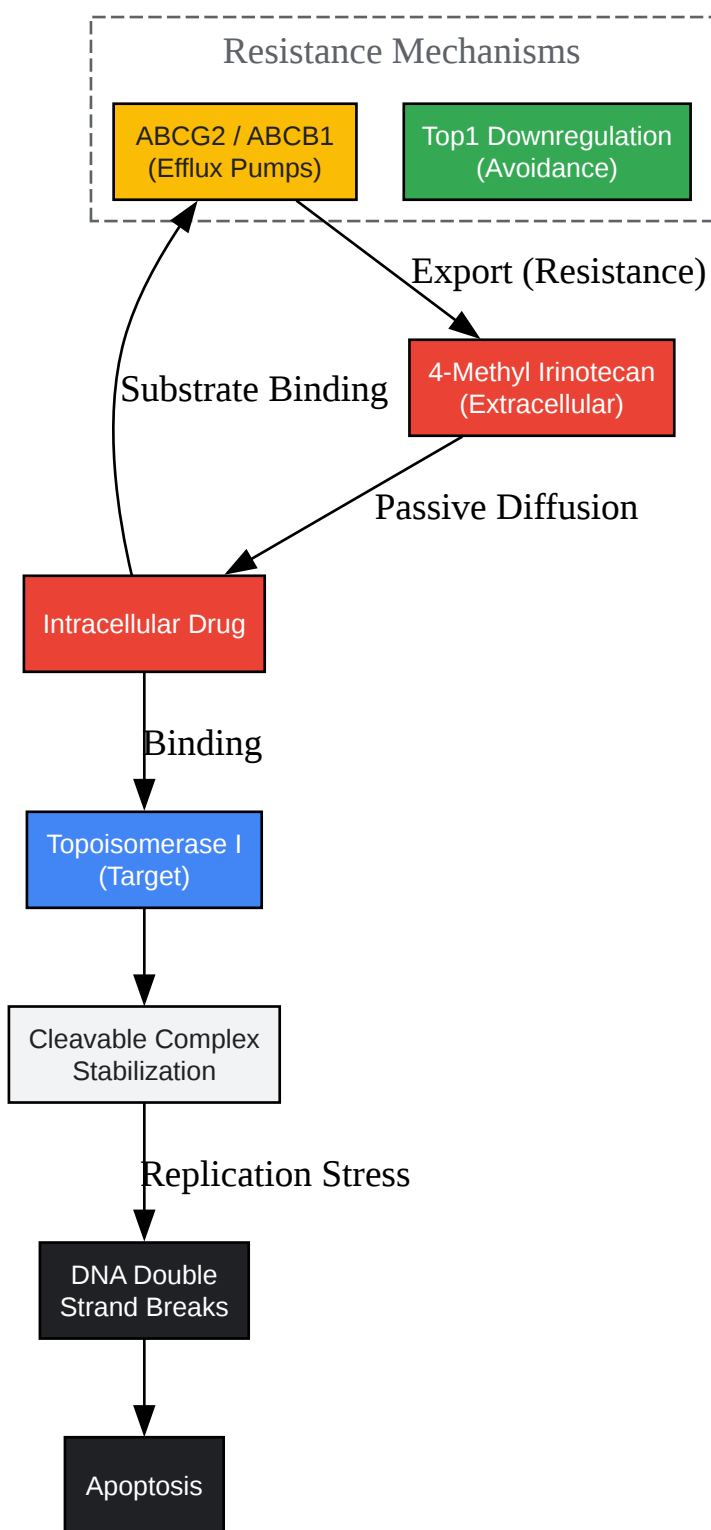 Resistance Mechanisms
ABCG2 / ABCB1
(Efflux Pumps)
Top1 Downregulation
(Avoidance)
Export (Resistance)
4-Methyl Irinotecan
(Extracellular)
Substrate Binding
Passive Diffusion
Intracellular Drug
Binding
Topoisomerase I
(Target)
Cleavable Complex
Stabilization
Replication Stress
DNA Double
Strand Breaks
Apoptosis